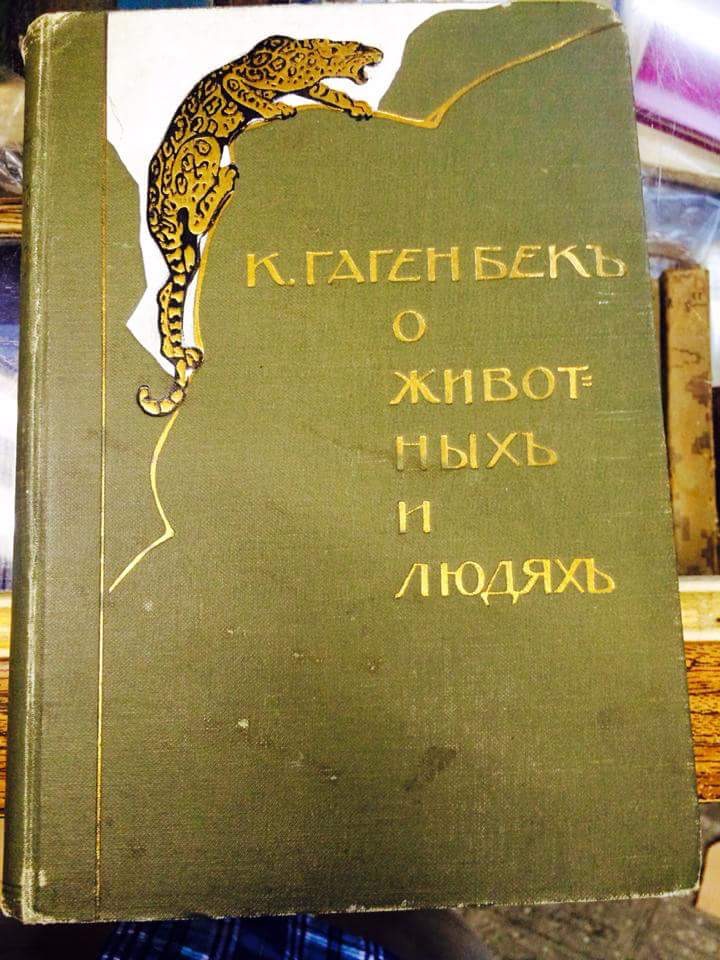 К. ГАГЕНБЕКЪ
О
ЖИВОТ=
НЫХЪ
И
ЛЮДЯХЪ